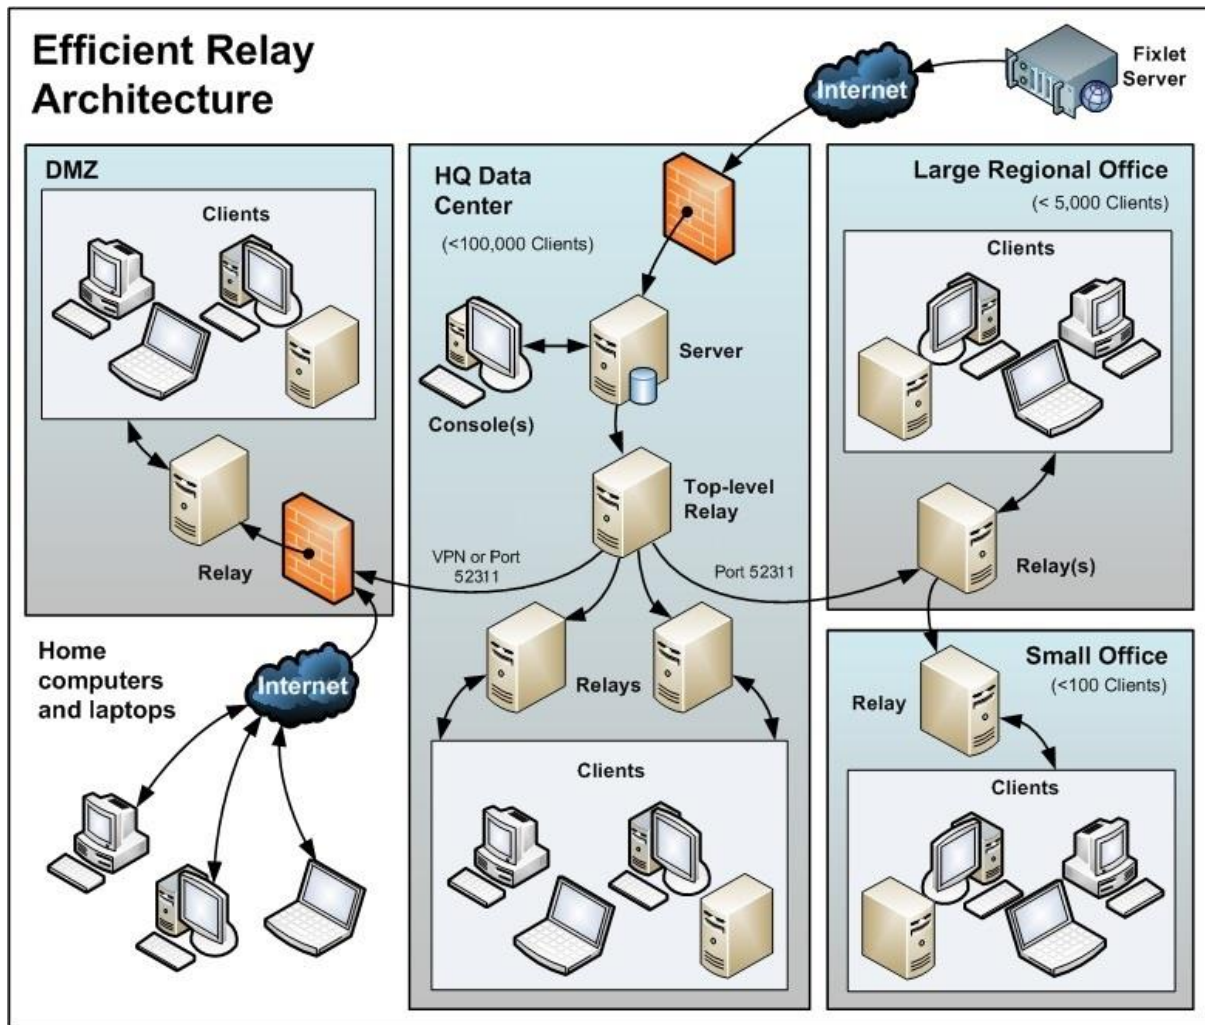 Efficient Relay
Architecture
Internet
Fixlet
Server
DMZ
Clients
Relay
HQ Data
Center
(<100,000 Clients)
Server
Console(s)
Top-level
Relay
VPN or Port
52311
Port 52311
Relays
Clients
Large Regional Office
(< 5,000 Clients)
Clients
Relay(s)
Home
computers
and laptops
Internet
Small Office
(<100 Clients)
Relay
Clients